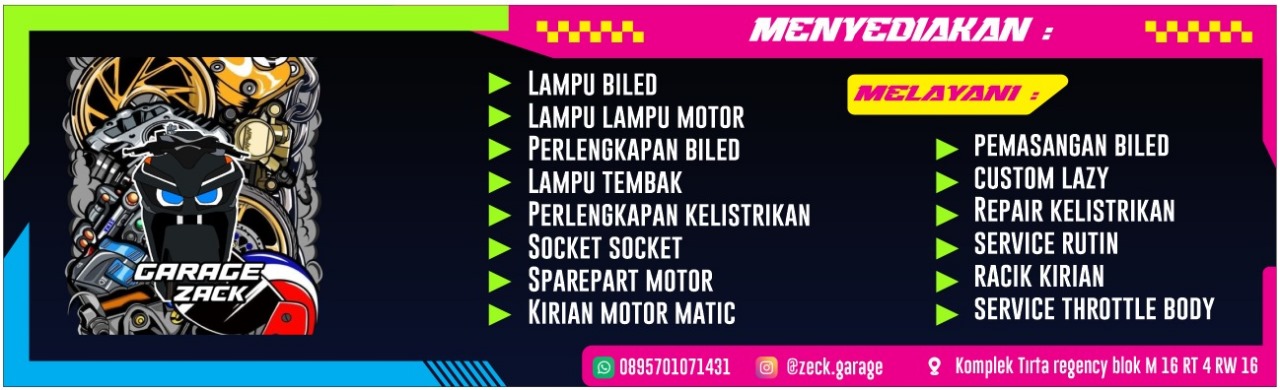 GARAGE
ZACK
MENYEDIAKAN :
LAMPU BILED
LAMPU LAMPU MOTOR
PERLENGKAPAN BILED
LAMPU TEMBAK
PERLENGKAPAN KELISTRIKAN
SOCKET SOCKET
SPAREPART MOTOR
KIRIAN MOTOR MATIC
MELAYANI :
PEMASANGAN BILED
CUSTOM LAZY
REPAIR KELISTRIKAN
SERVICE RUTIN
RACIK KIRIAN
SERVICE THROTTLE BODY
0895701071431
@zeck.garage
Komplek Tirta regency blok M 16 RT 4 RW 16